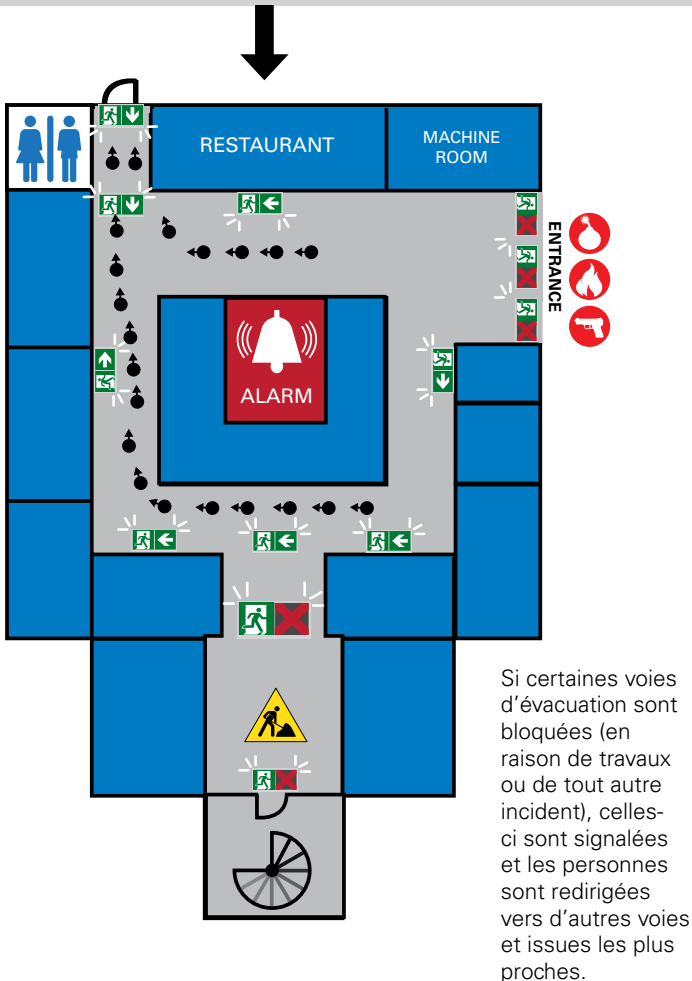 RESTAURANT
MACHINE
ROOM
ENTRANCE
ALARM
Si certaines voies
d’évacuation sont
bloquées (en
raison de travaux
ou de tout autre
incident), celles-
ci sont signalées
et les personnes
sont redirigées
vers d’autres voies
et issues les plus
proches.